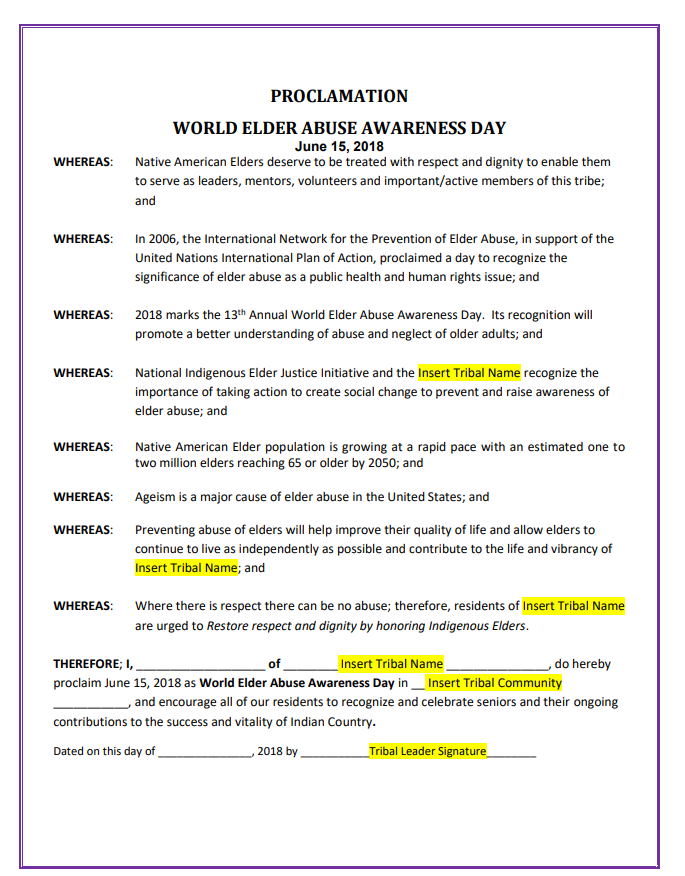 PROCLAMATION
WORLD ELDER ABUSE AWARENESS DAY
June 15, 2018
WHEREAS: Native American Elders deserve to be treated with respect and dignity to enable them
to serve as leaders, mentors, volunteers and important/active members of this tribe;
and
WHEREAS: In 2006, the International Network for the Prevention of Elder Abuse, in support of the
United Nations International Plan of Action, proclaimed a day to recognize the
significance of elder abuse as a public health and human rights issue; and
WHEREAS: 2018 marks the 13th Annual World Elder Abuse Awareness Day. Its recognition will
promote a better understanding of abuse and neglect of older adults; and
WHEREAS: National Indigenous Elder Justice Initiative and the Insert Tribal Name recognize the
importance of taking action to create social change to prevent and raise awareness of
elder abuse; and
WHEREAS: Native American Elder population is growing at a rapid pace with an estimated one to
two million elders reaching 65 or older by 2050; and
WHEREAS: Ageism is a major cause of elder abuse in the United States; and
WHEREAS: Preventing abuse of elders will help improve their quality of life and allow elders to
continue to live as independently as possible and contribute to the life and vibrancy of
Insert Tribal Name; and
WHEREAS: Where there is respect there can be no abuse; therefore, residents of Insert Tribal Name
are urged to Restore respect and dignity by honoring Indigenous Elders.
THEREFORE; I, ____________________ of ________ Insert Tribal Name ________________, do hereby
proclaim June 15, 2018 as World Elder Abuse Awareness Day in __ Insert Tribal Community
____________, and encourage all of our residents to recognize and celebrate seniors and their ongoing
contributions to the success and vitality of Indian Country.
Dated on this day of _______________, 2018 by ___________Tribal Leader Signature________